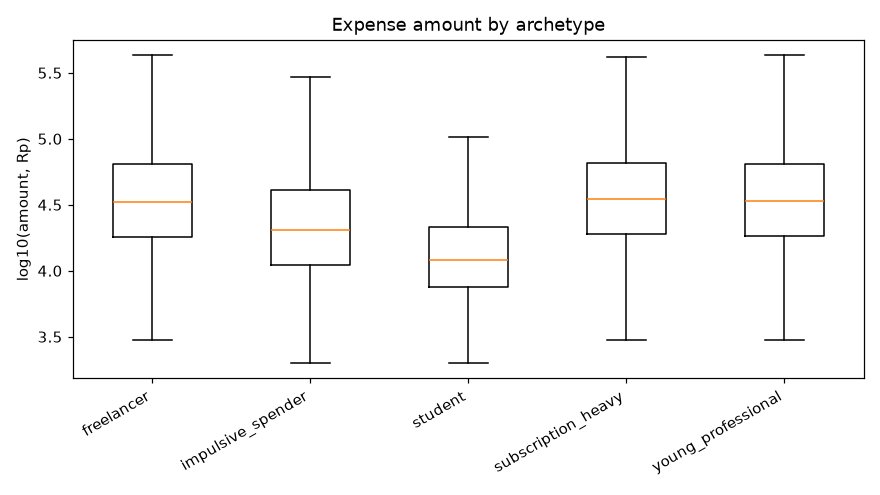 Expense amount by archetype
log10(amount, Rp)
5.5
5.0
4.5
4.0
3.5
freelancer
impulsive_spender
student
subscription_heavy
young_professional